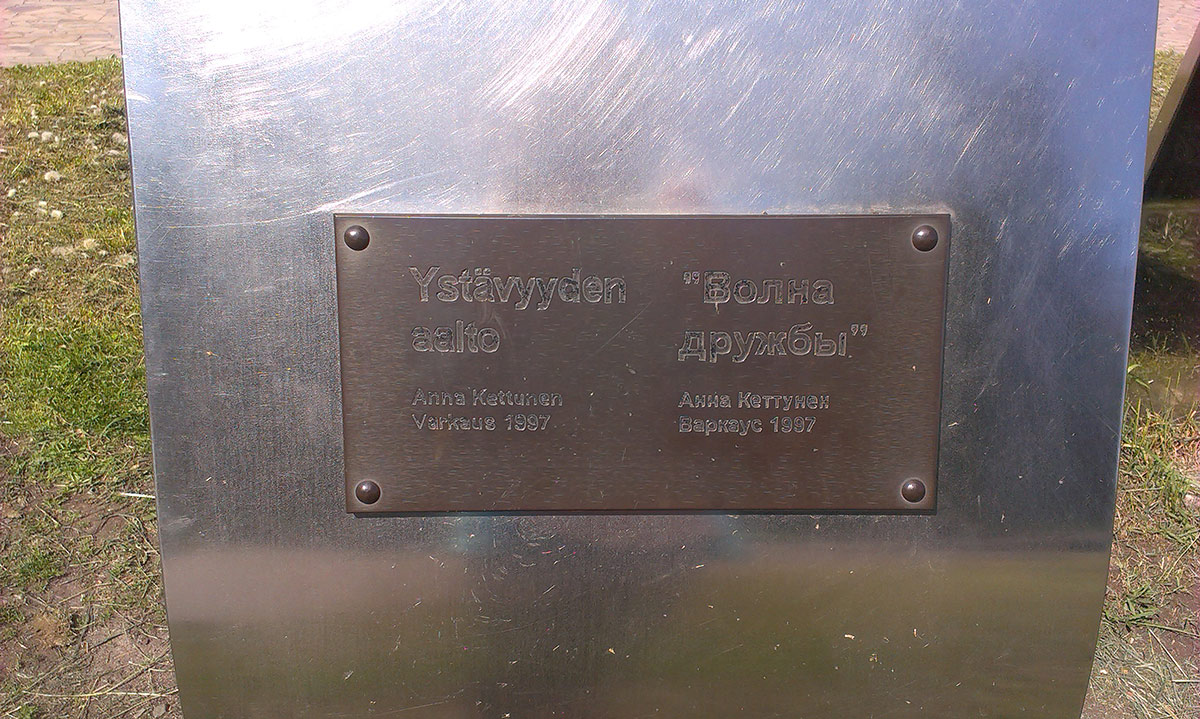 Ystävyyden
aalto
Anna Kettunen
Varkaus 1997
"Волна
дружбы"
Анна Кеттунен
Варкаус 1997